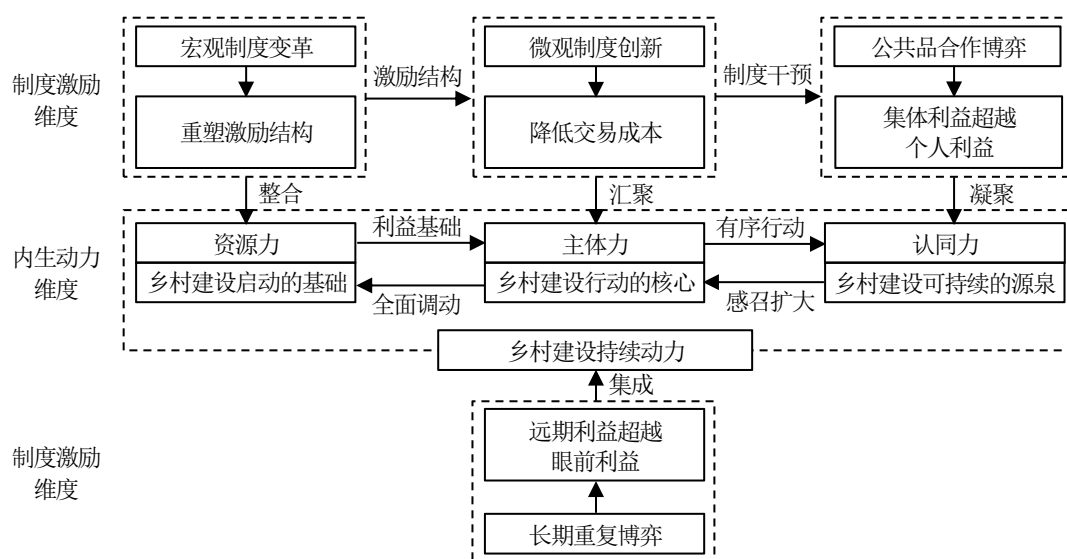 宏观制度变革
微观制度创新
公共品合作博弈
制度激励
维度
激励结构
制度干预
重塑激励结构
降低交易成本
集体利益超越
个人利益
整合
汇聚
凝聚
内生动力
维度
资源力
利益基础
主体力
有序行动
认同力
乡村建设启动的基础
乡村建设行动的核心
乡村建设可持续的源泉
全面调动
感召扩大
乡村建设持续动力
集成
制度激励
维度
远期利益超越
眼前利益
长期重复博弈